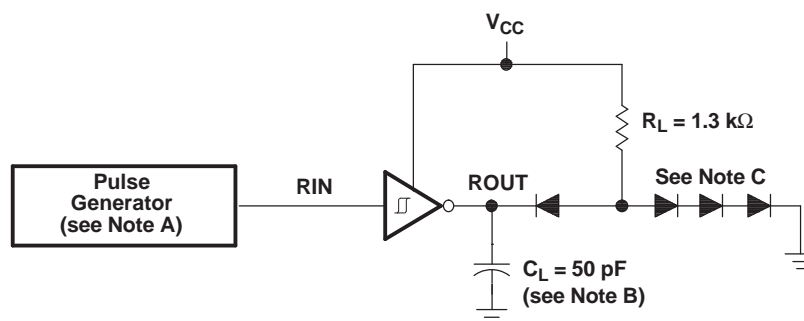 VCC
RL = 1.3 kΩ
Pulse
Generator
(see Note A)
RIN
ROUT
See Note C
CL = 50 pF
(see Note B)